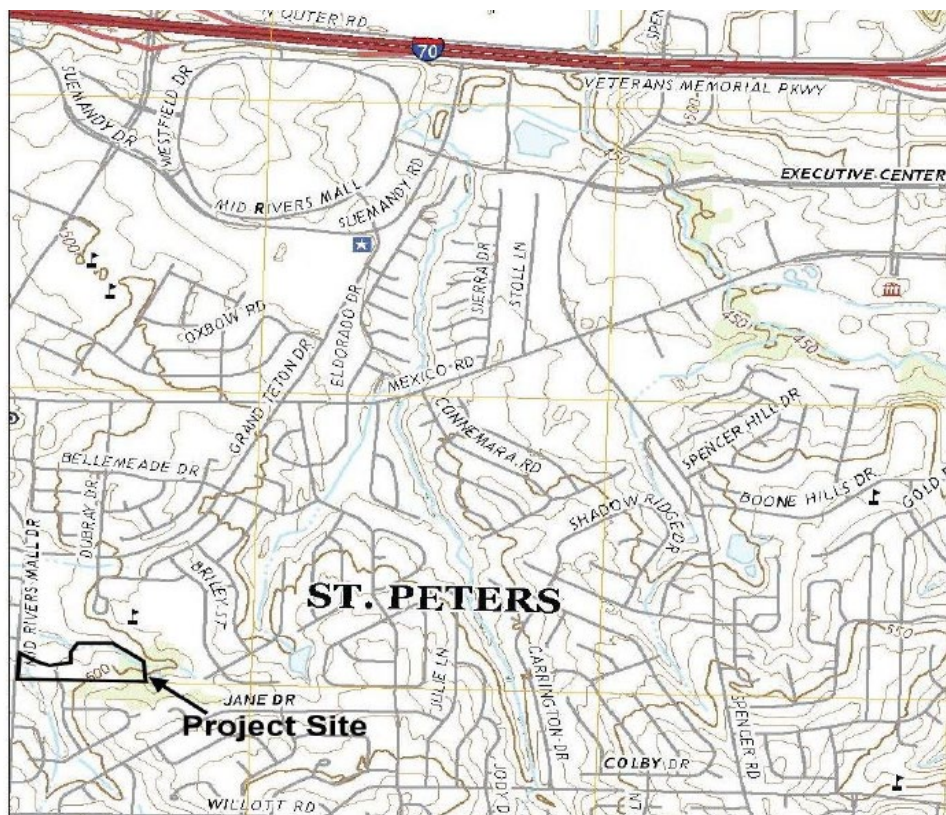 N OUTER RD
70
VETERANS MEMORIAL PKWY
SUEMANDY DR
WESTFIELD DR
500
450
EXECUTIVE CENTER
MID RIVERS MALL
SUEMANDY RD
SIERRA DR
STOLL LN
500
OXBOW RD
ELDORADO DR
450
450
MEXICO RD
GRAND TETON DR
CONNEMARA RD
SPENCER HILL DR
BELLEMEADE DR
BOONE HILLS DR
SHADOW RIDGE DR
DUBRAY DR
MID RIVERS MALL DR
BRILEY ST
ST. PETERS
550
JULIE LN
CARRINGTON DR
500
JANE DR
Project Site
SPENCER RD
COLBY DR
WILLOTT RD